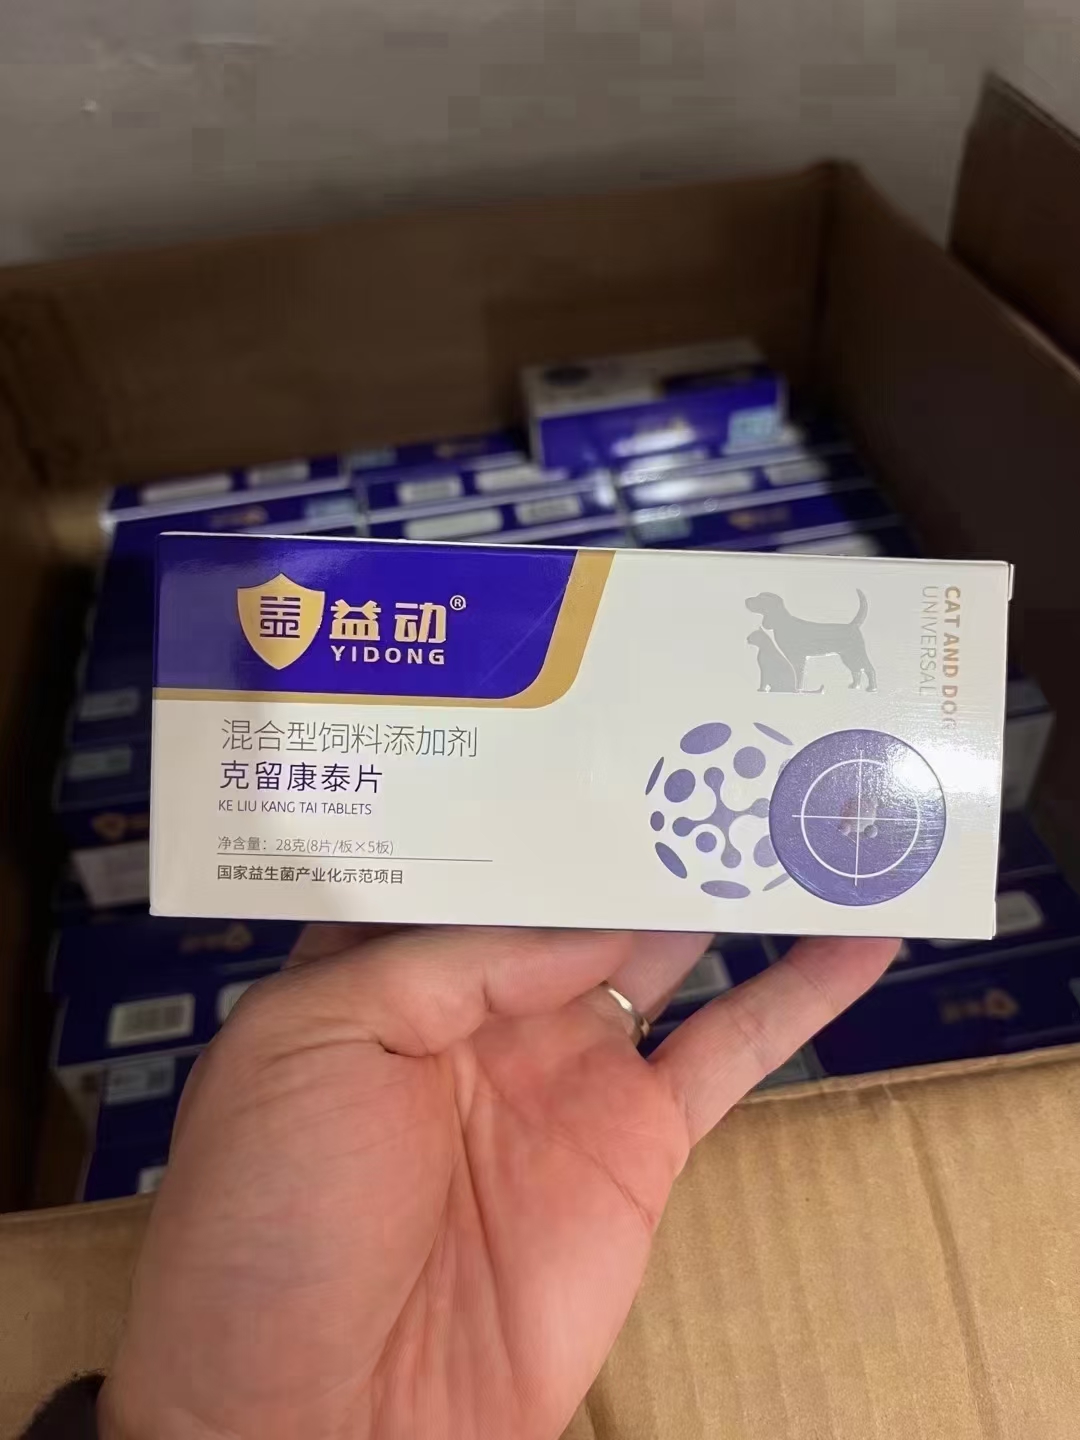 益动®
YIDONG
CAT AND DOG
UNIVERSAL
混合型饲料添加剂
克留康泰片
KE LIU KANG TAI TABLETS
净含量：28克(8片/板×5板)
国家益生菌产业化示范项目